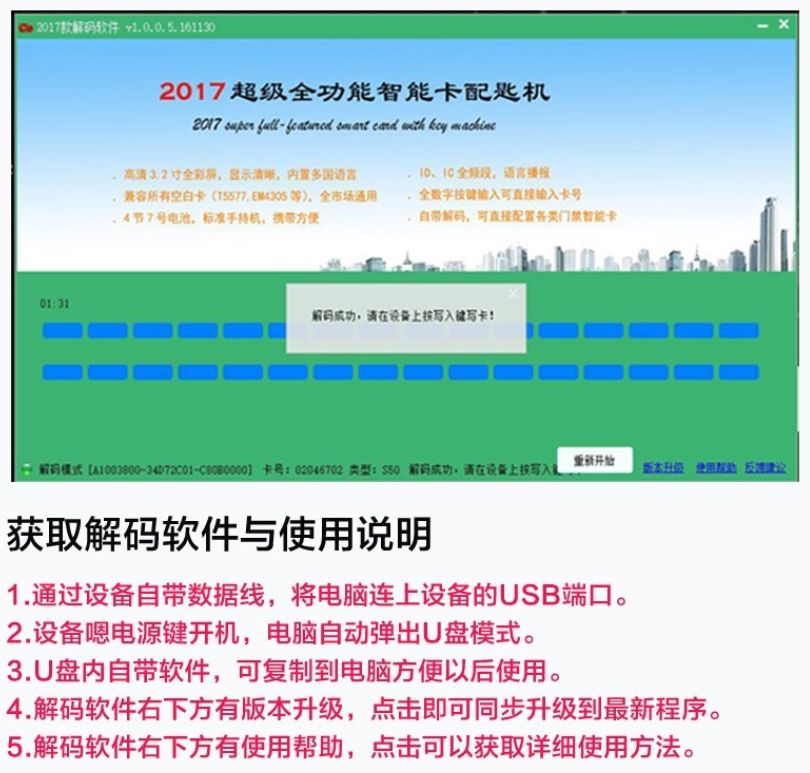 2017款解码软件 v1.0.0.5.161130
2017超级全功能智能卡配匙机
2017 super full-featured smart card with key machine
. 高清3.2寸全彩屏，显示清晰，内置多国语言
. ID、IC全频段，语言播报
. 兼容所有空白卡（T5577,EM4305等），全市场通用
. 全数字按键输入可直接输入卡号
. 4节7号电池，标准手持机，携带方便
. 自带解码，可直接配置各类门禁智能卡
01:31
解码成功，请在设备上按写入键写卡！
解码模式 [A1003800-34D72C01-C80B0000] 卡号：02046702 类型：S50 解码成功，请在设备上按写入
重新开始
版本升级 使用帮助 反馈建议
获取解码软件与使用说明
1.通过设备自带数据线，将电脑连上设备的USB端口。
2.设备嗯电源键开机，电脑自动弹出U盘模式。
3.U盘内自带软件，可复制到电脑方便以后使用。
4.解码软件右下方有版本升级，点击即可同步升级到最新程序。
5.解码软件右下方有使用帮助，点击可以获取详细使用方法。